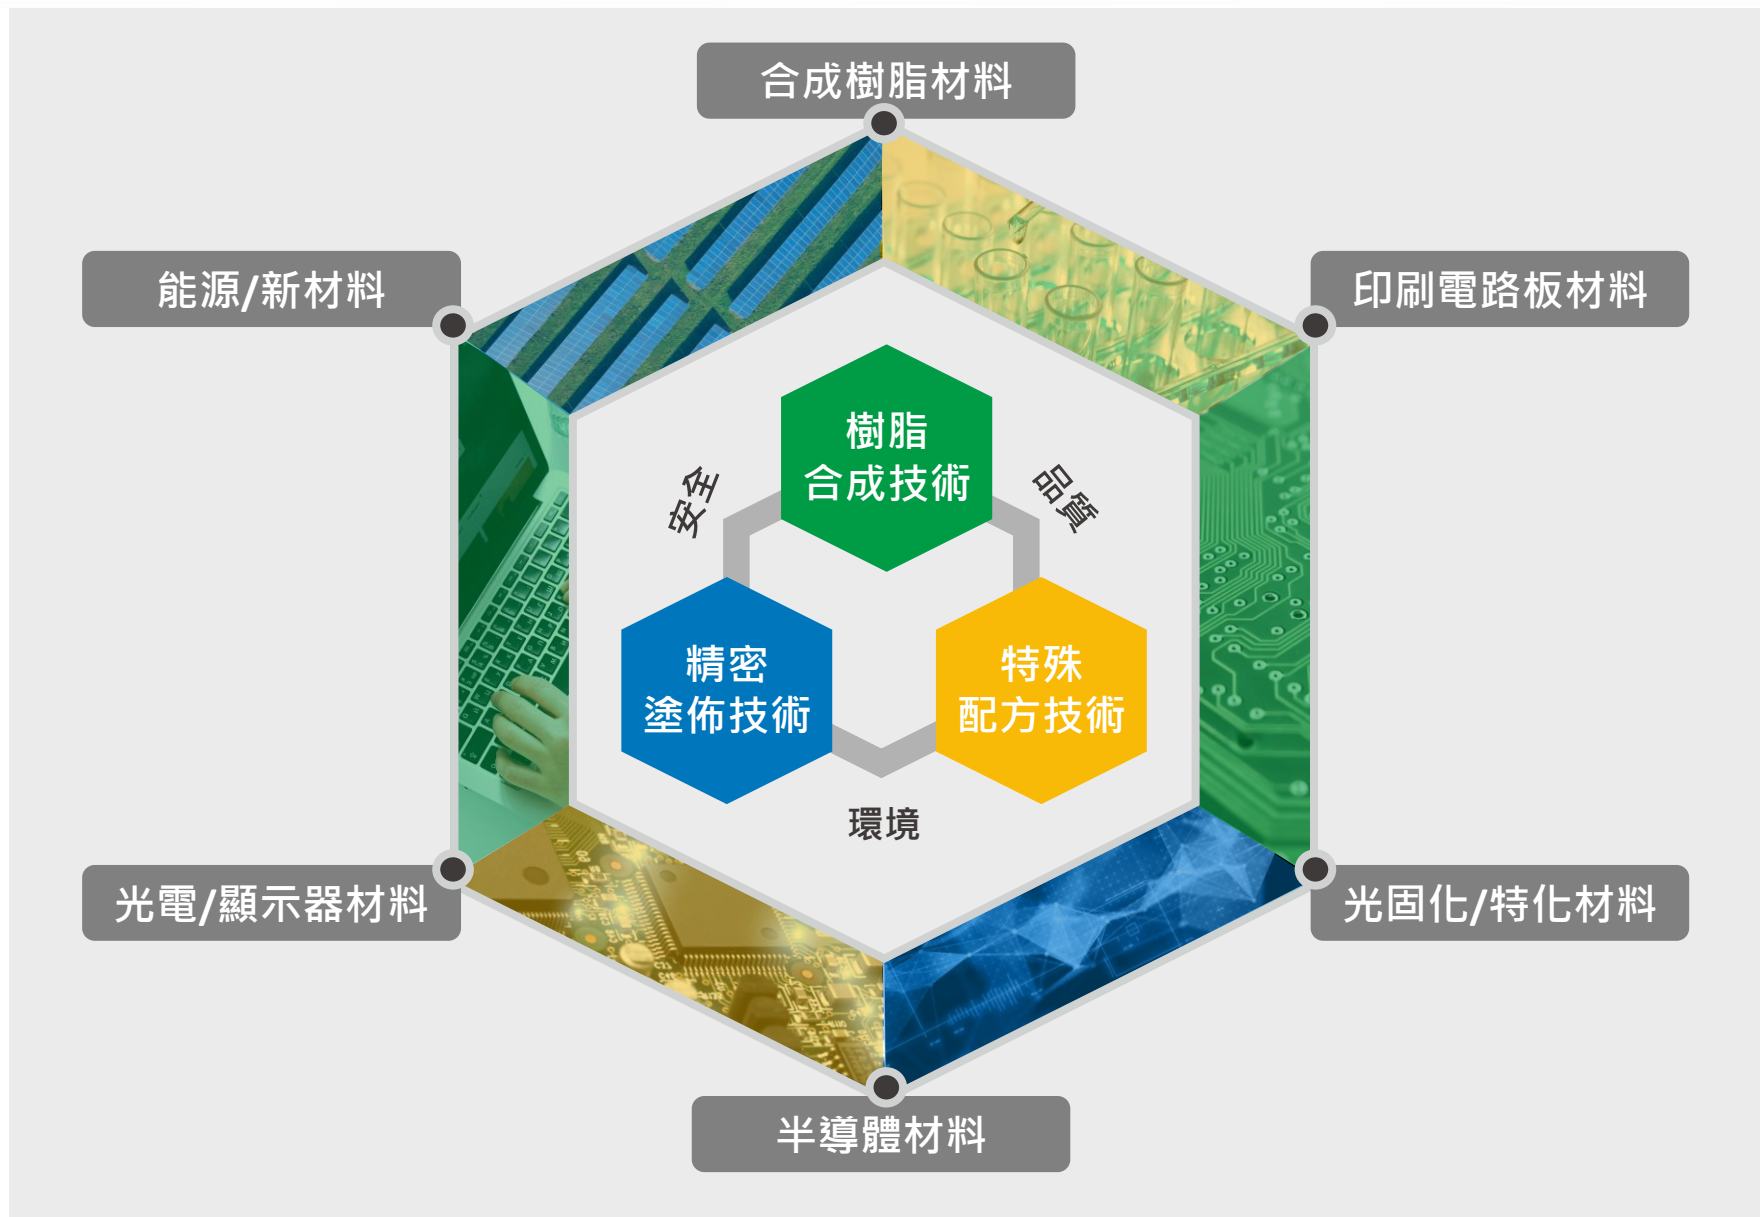 合成樹脂材料
能源/新材料
印刷電路板材料
樹脂
合成技術
安全
品質
精密
塗佈技術
特殊
配方技術
環境
光電/顯示器材料
光固化/特化材料
半導體材料